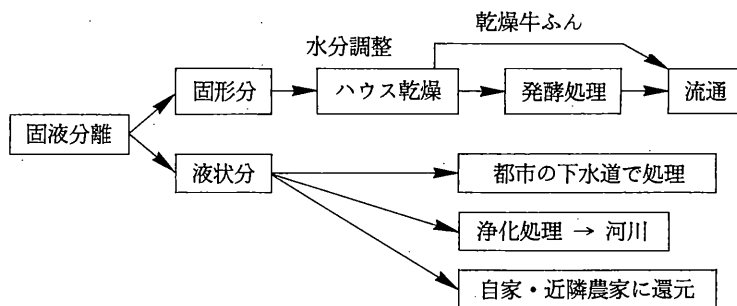 乾燥牛ふん
水分調整
固形分
ハウス乾燥
発酵処理
流通
固液分離
液状分
都市の下水道で処理
浄化処理 → 河川
自家・近隣農家に還元